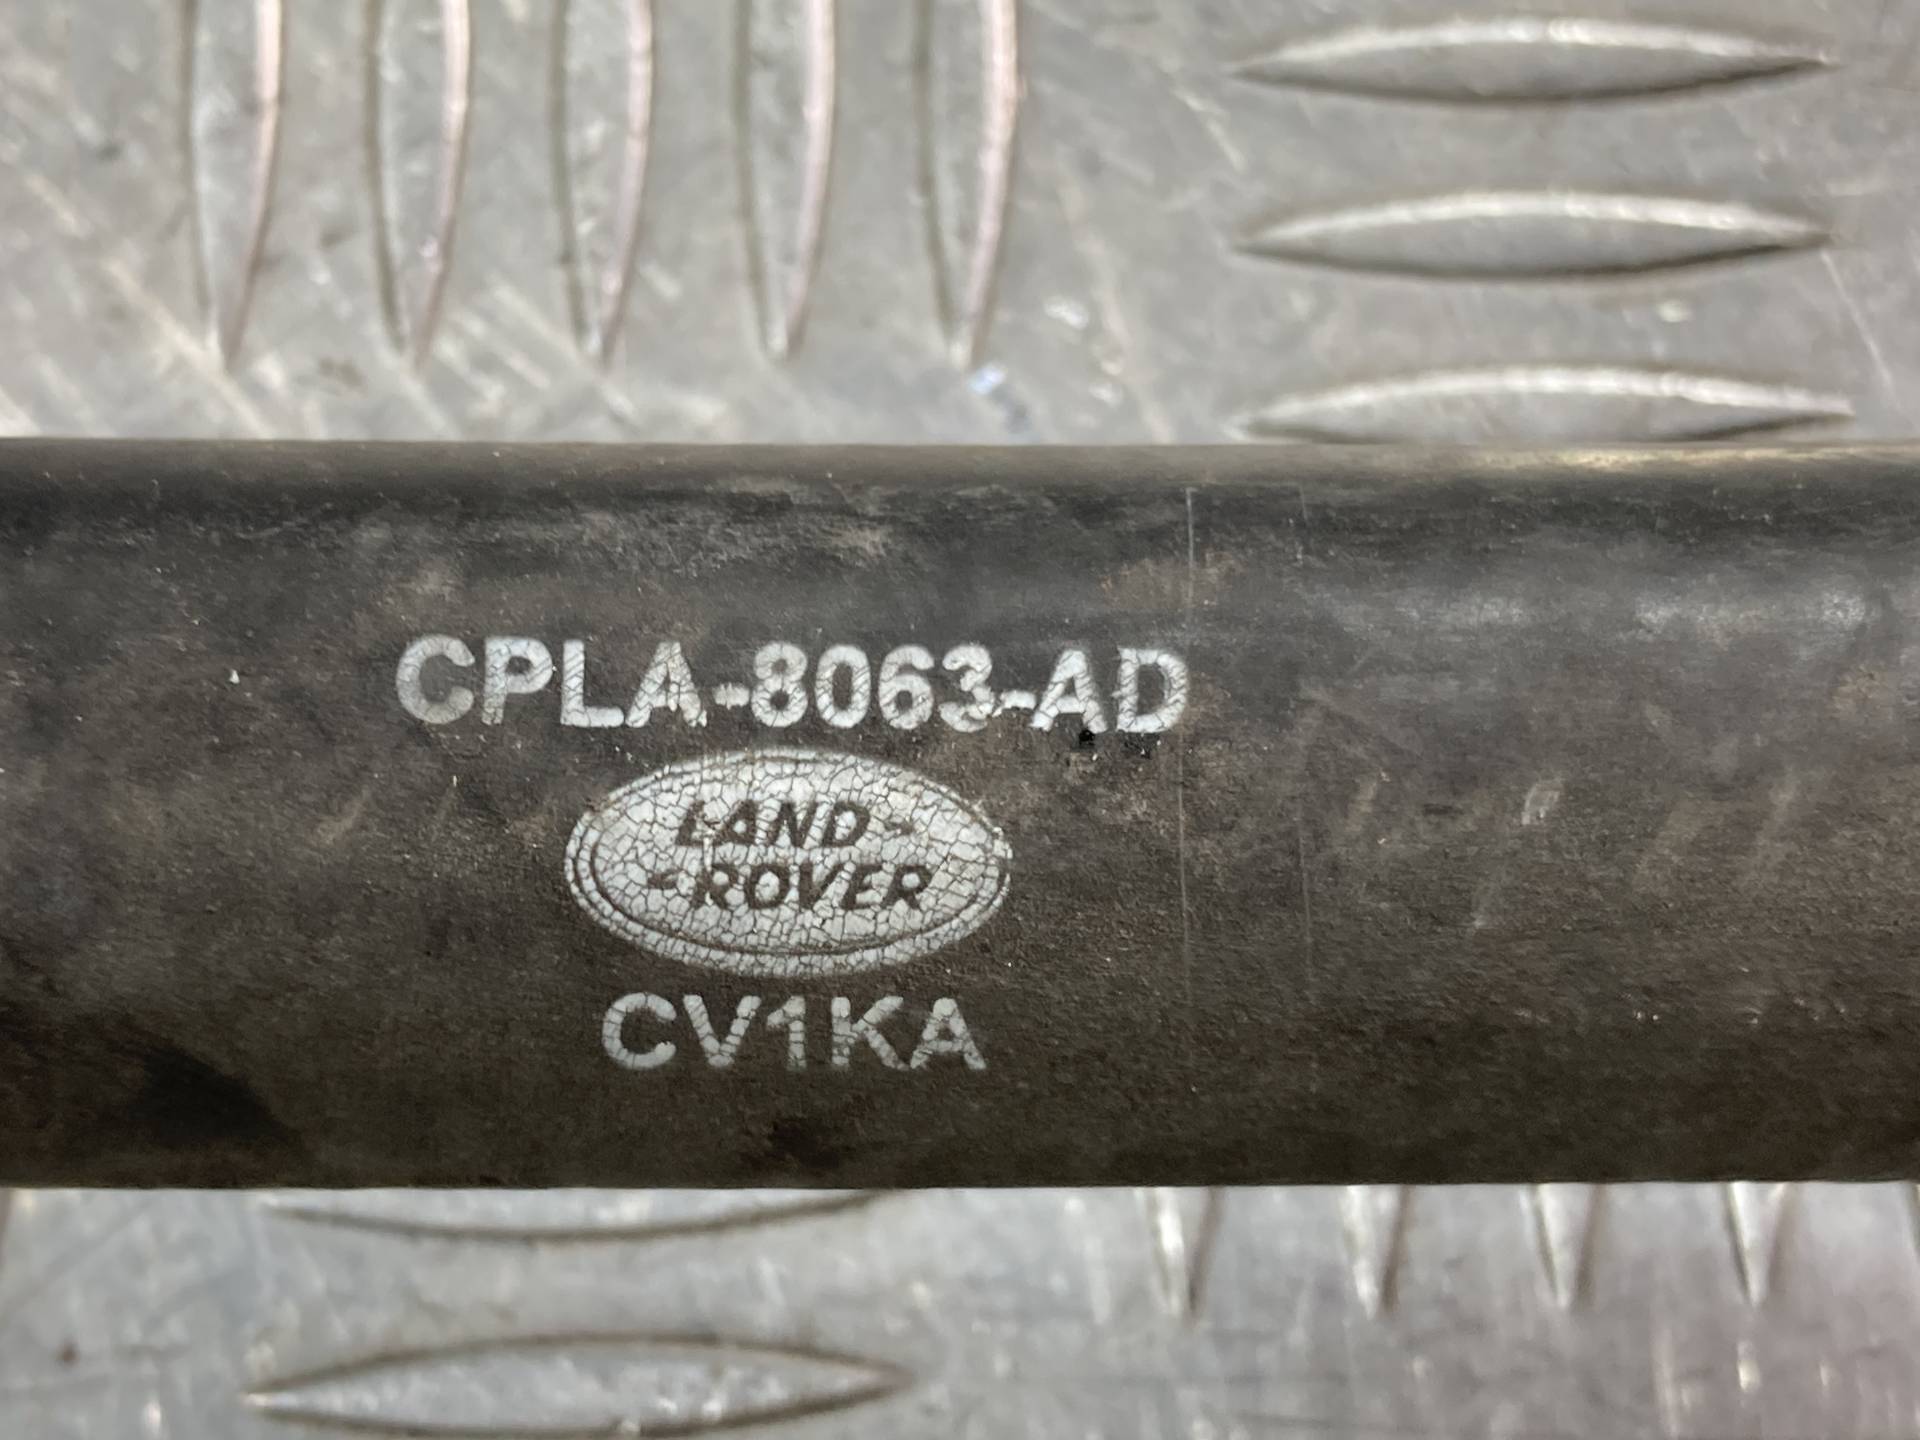 CPLA-8063-AD
LAND-
-ROVER
CV1KA